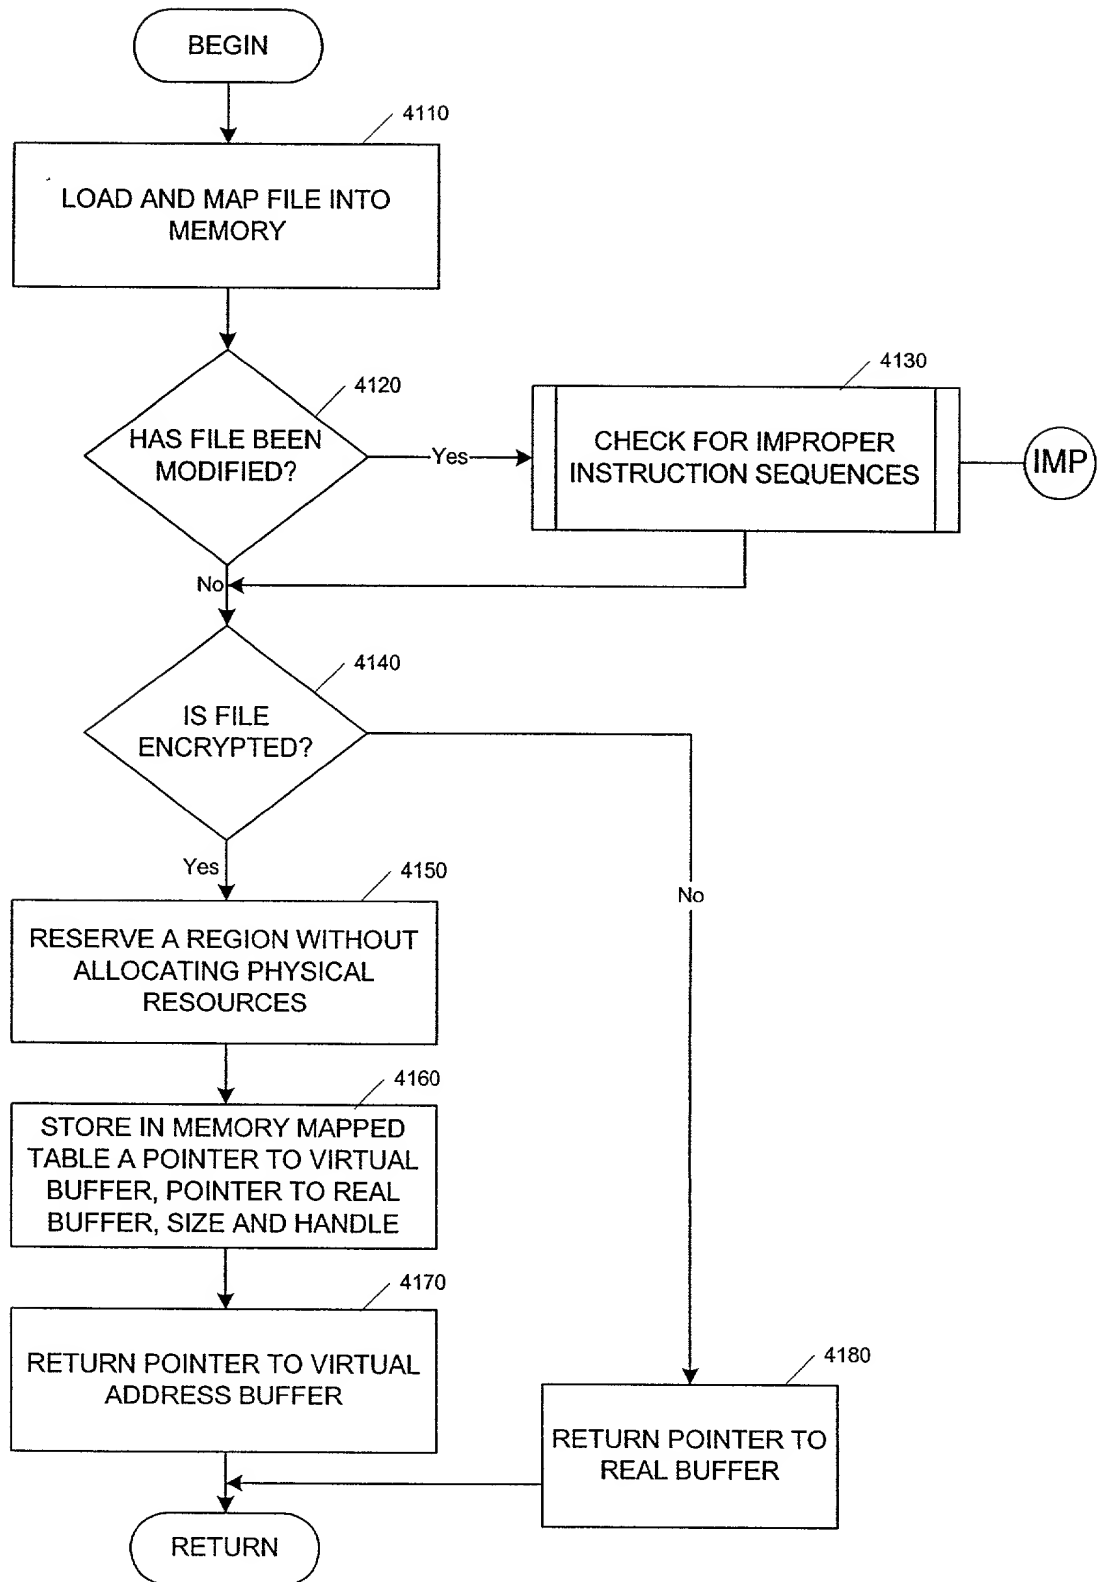 BEGIN
4110
LOAD AND MAP FILE INTO
MEMORY
4120
HAS FILE BEEN
MODIFIED?
Yes
4130
CHECK FOR IMPROPER
INSTRUCTION SEQUENCES
IMP
No
4140
IS FILE
ENCRYPTED?
Yes
No
4150
RESERVE A REGION WITHOUT
ALLOCATING PHYSICAL
RESOURCES
4160
STORE IN MEMORY MAPPED
TABLE A POINTER TO VIRTUAL
BUFFER, POINTER TO REAL
BUFFER, SIZE AND HANDLE
4170
RETURN POINTER TO VIRTUAL
ADDRESS BUFFER
4180
RETURN POINTER TO
REAL BUFFER
RETURN